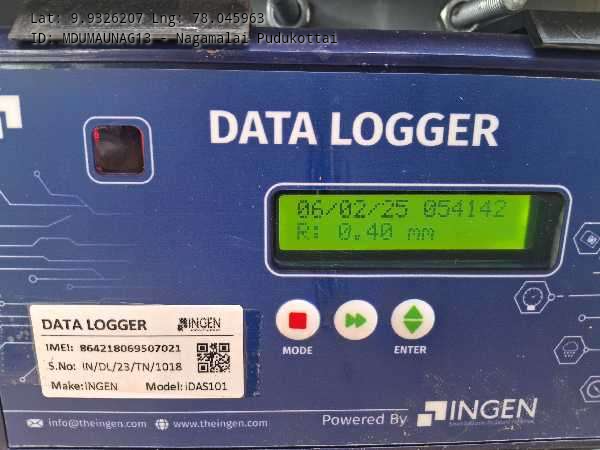 Lat: 9.9326207 Lng: 78.045963
ID: MDUMAUNAG13 - Nagamalai Pudukottai
DATA LOGGER
06/02/25 054142
R: 0.40 mm
MODE
ENTER
DATA LOGGER INGEN
IMEI: 864218069507021
S.No: IN/DL/23/TN/1018
Make:INGEN Model: iDAS101
info@theingen.com www.theingen.com
Powered By INGEN